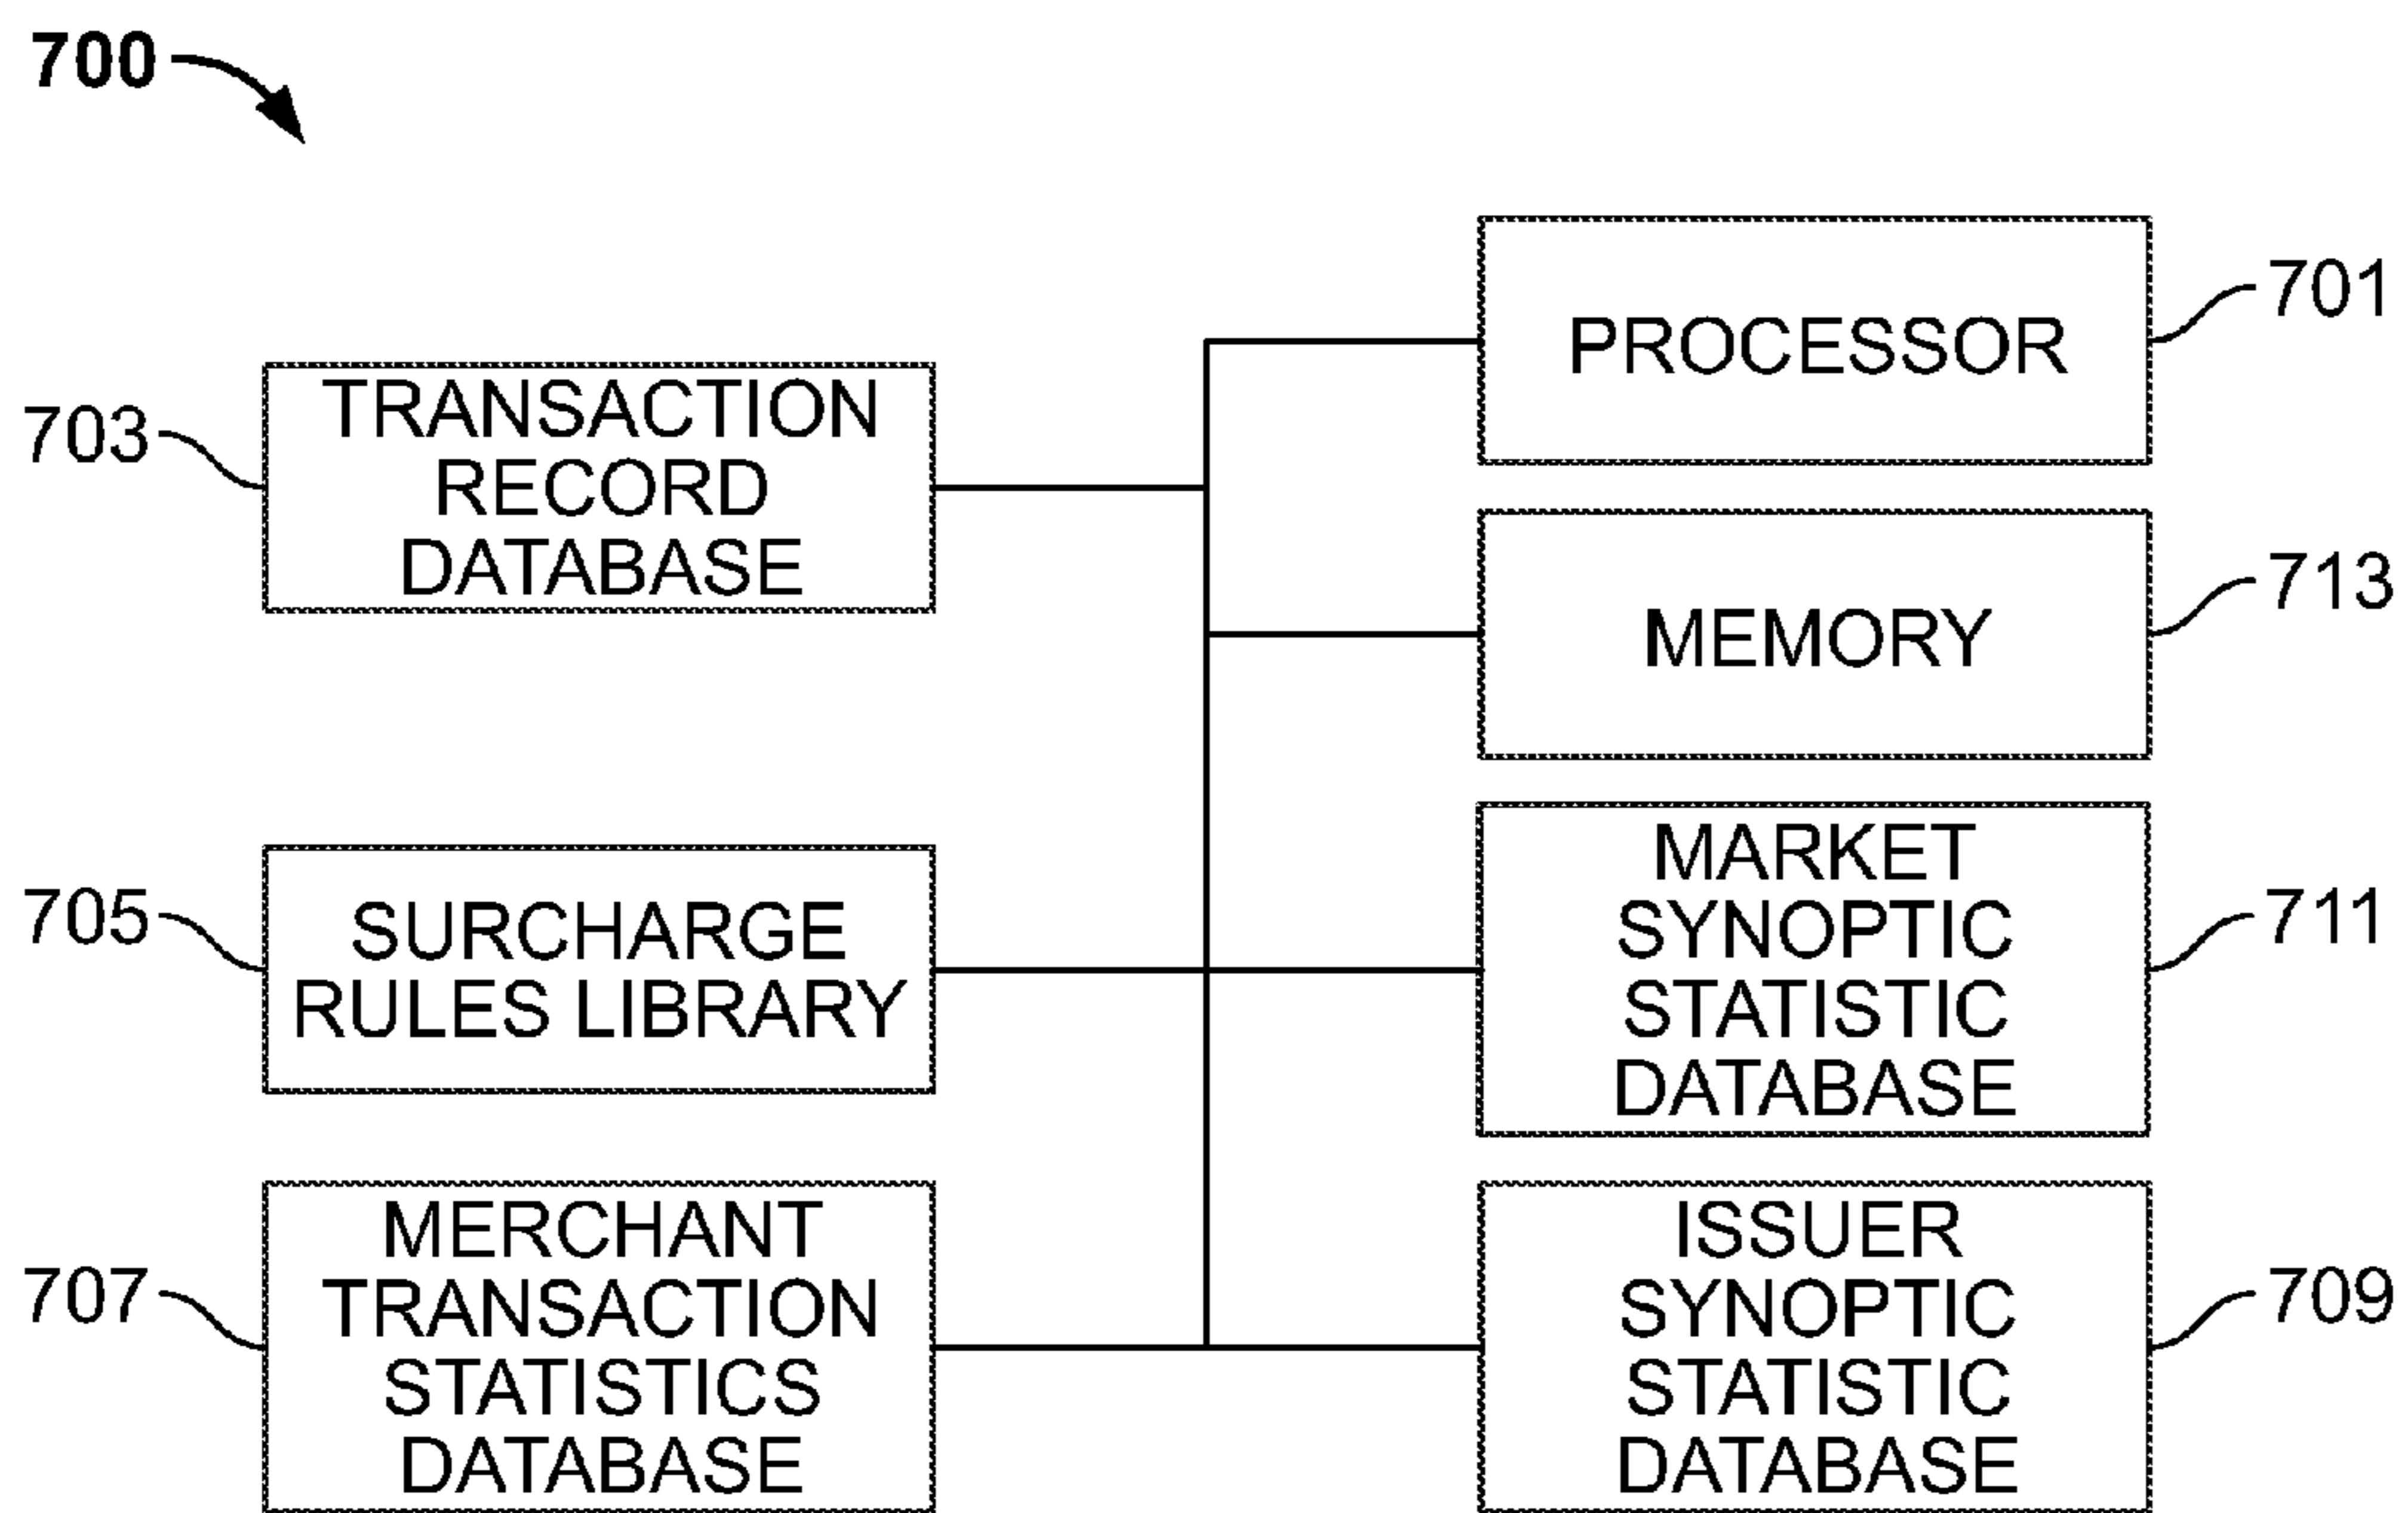 700
PROCESSOR
701
703
TRANSACTION
RECORD
DATABASE
MEMORY
713
705
SURCHARGE
RULES LIBRARY
MARKET
SYNOPTIC
STATISTIC
DATABASE
711
707
MERCHANT
TRANSACTION
STATISTICS
DATABASE
ISSUER
SYNOPTIC
STATISTIC
DATABASE
709